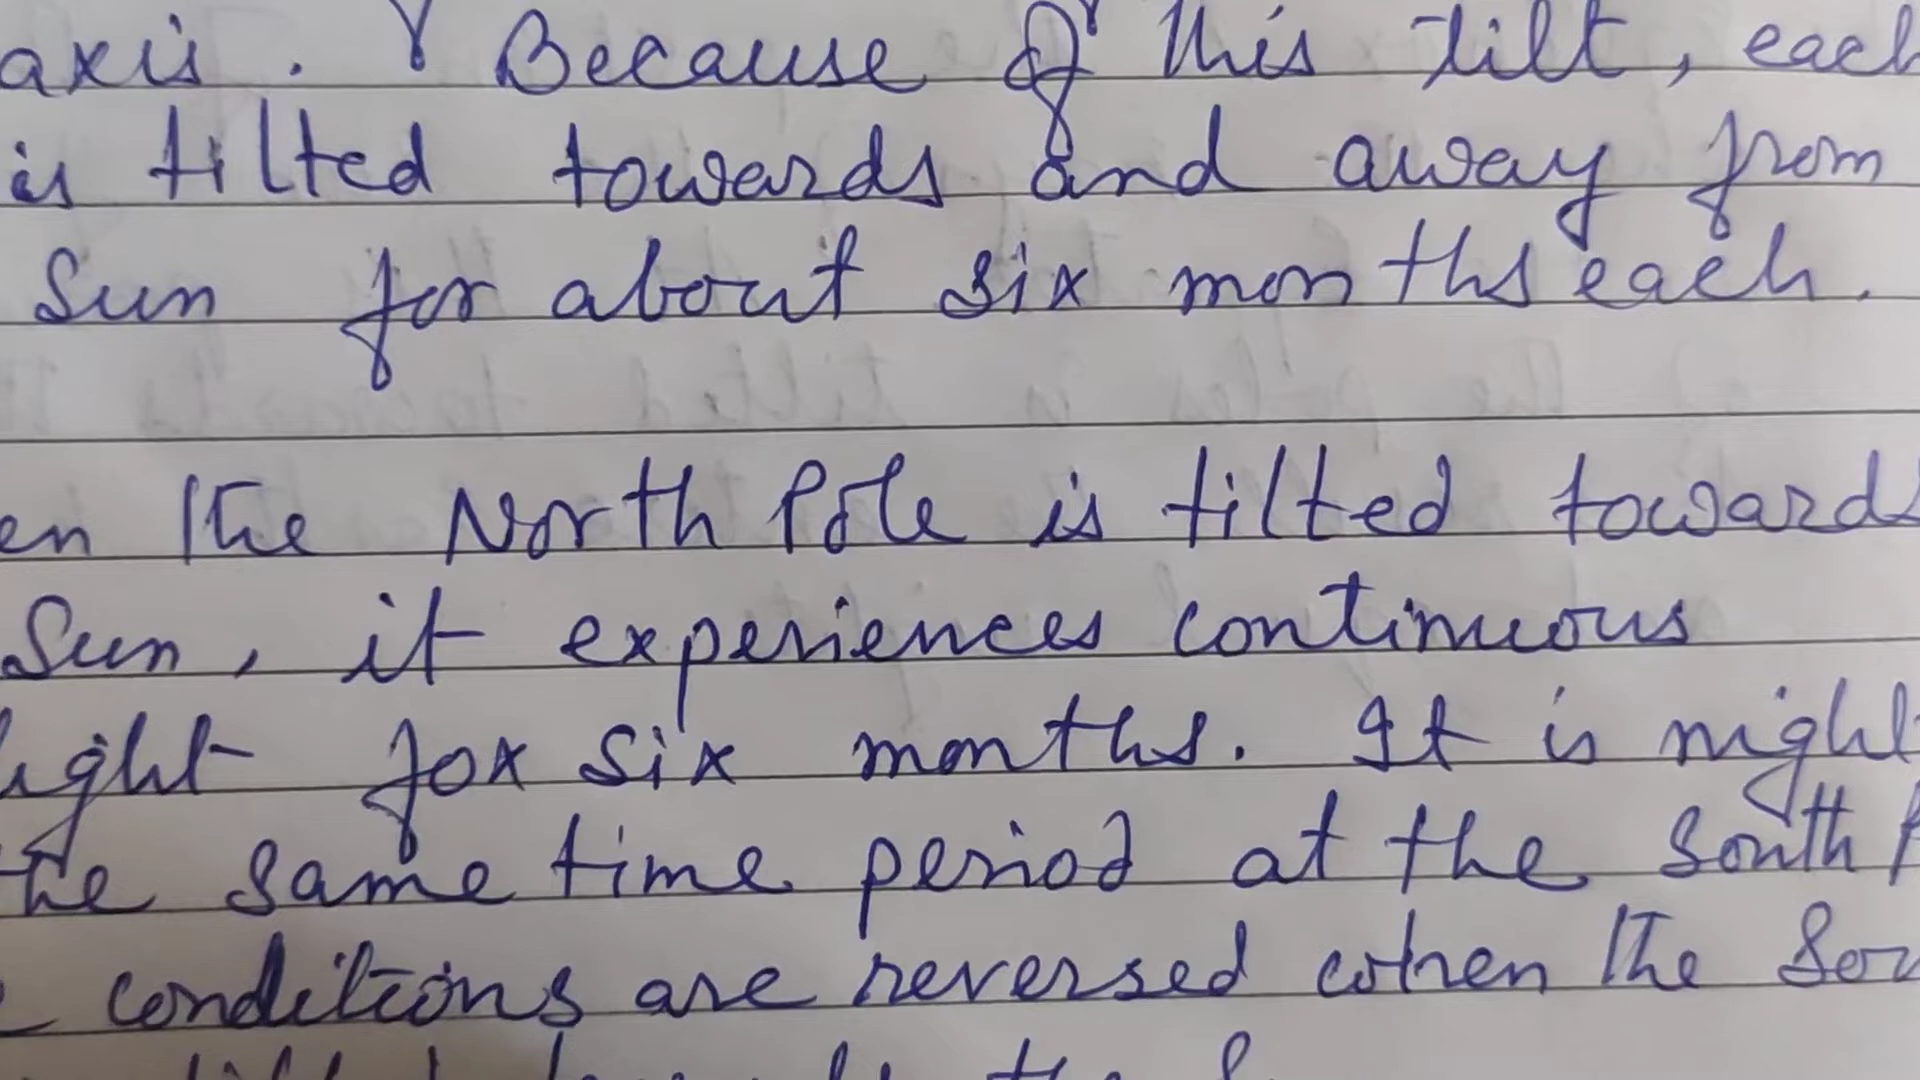 axis. Because of this tilt, each
is tilted towards and away from
Sun for about six months each.
en the North Pole is tilted towards
Sun, it experiences continuous
light for six months. It is night
the same time period at the South P
conditions are reversed when the Sou